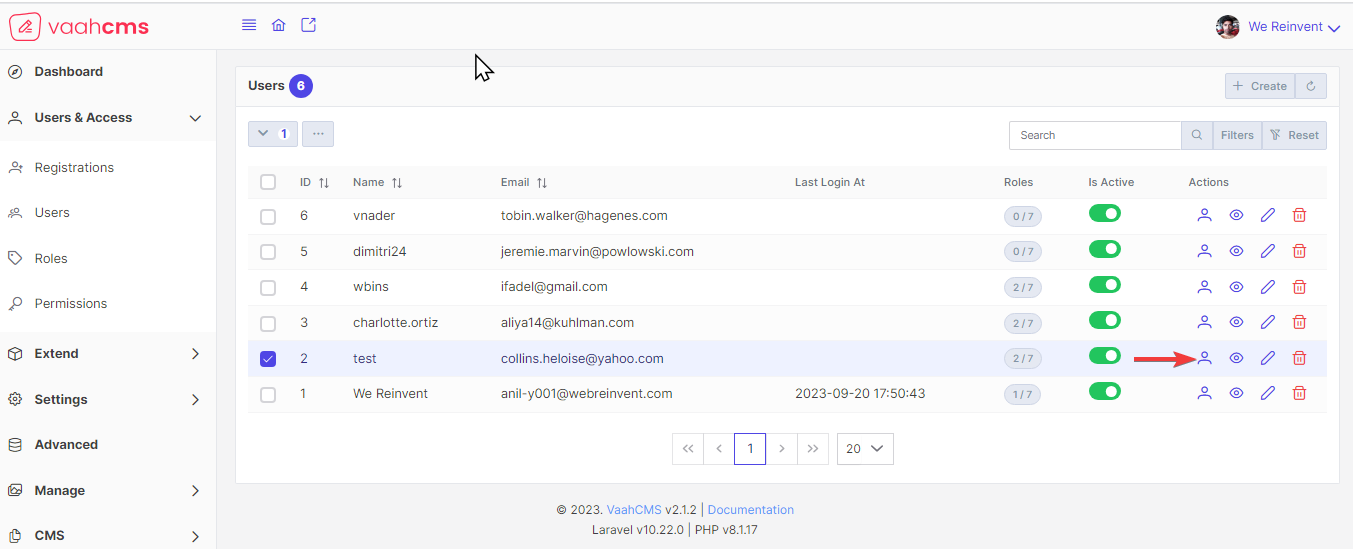 vaahcms
We Reinvent
Dashboard
Users & Access
Registrations
Users
Roles
Permissions
Extend
Settings
Advanced
Manage
CMS
Users 6
Create
1
Search Filters Reset
ID Name Email Last Login At Roles Is Active Actions
6 vnader tobin.walker@hagenes.com 0 / 7
5 dimitri24 jeremie.marvin@powlowski.com 0 / 7
4 wbins ifadel@gmail.com 2 / 7
3 charlotte.ortiz aliya14@kuhlman.com 2 / 7
2 test collins.heloise@yahoo.com 2 / 7
1 We Reinvent anil-y001@webreinvent.com 2023-09-20 17:50:43 1 / 7
1 20
© 2023. VaahCMS v2.1.2 | Documentation
Laravel v10.22.0 | PHP v8.1.17